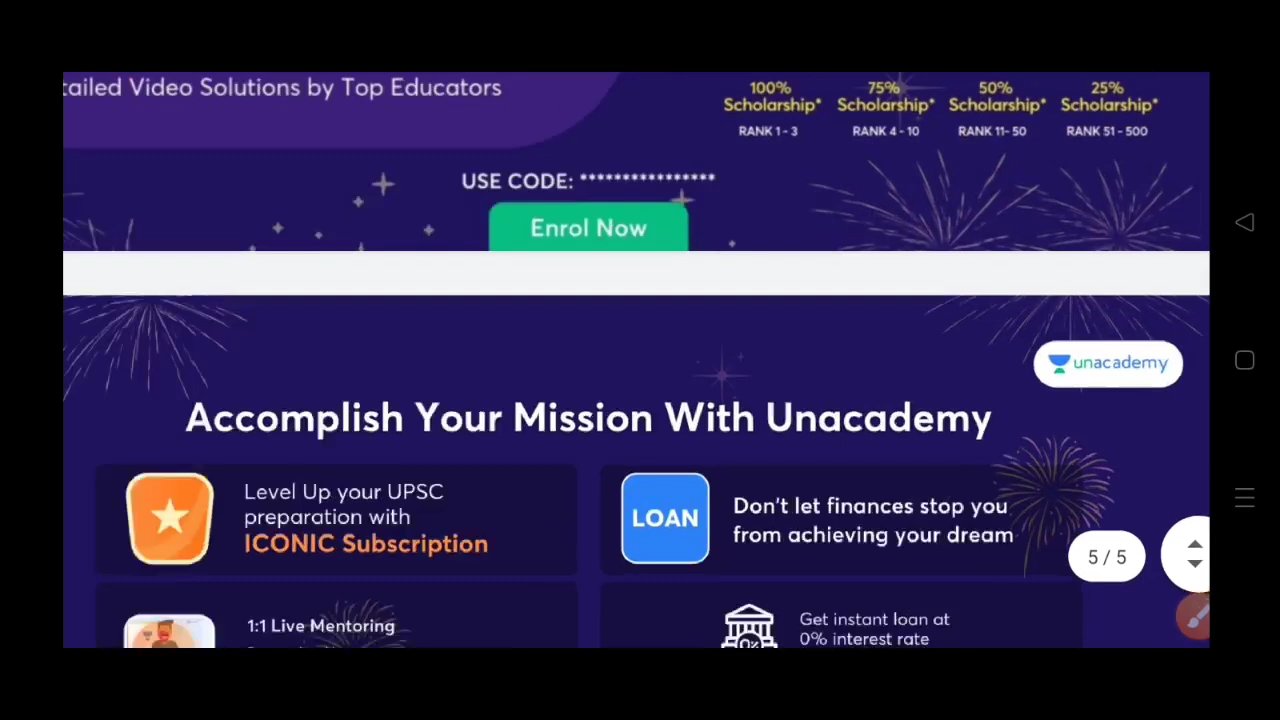 tailed Video Solutions by Top Educators
100% Scholarship* RANK 1 - 3
75% Scholarship* RANK 4 - 10
50% Scholarship* RANK 11- 50
25% Scholarship* RANK 51 - 500
USE CODE: ****************
Enrol Now
unacademy
Accomplish Your Mission With Unacademy
Level Up your UPSC
preparation with
ICONIC Subscription
LOAN
Don't let finances stop you
from achieving your dream
5 / 5
1:1 Live Mentoring
Get instant loan at
0% interest rate
0%